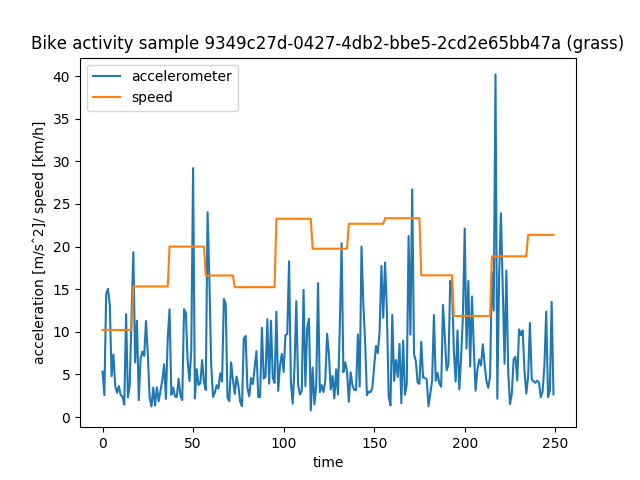 Bike activity sample 9349c27d-0427-4db2-bbe5-2cd2e65bb47a (grass)
accelerometer
speed
acceleration [m/s^2]/ speed [km/h]
40
35
30
25
20
15
10
5
0
0 50 100 150 200 250
time